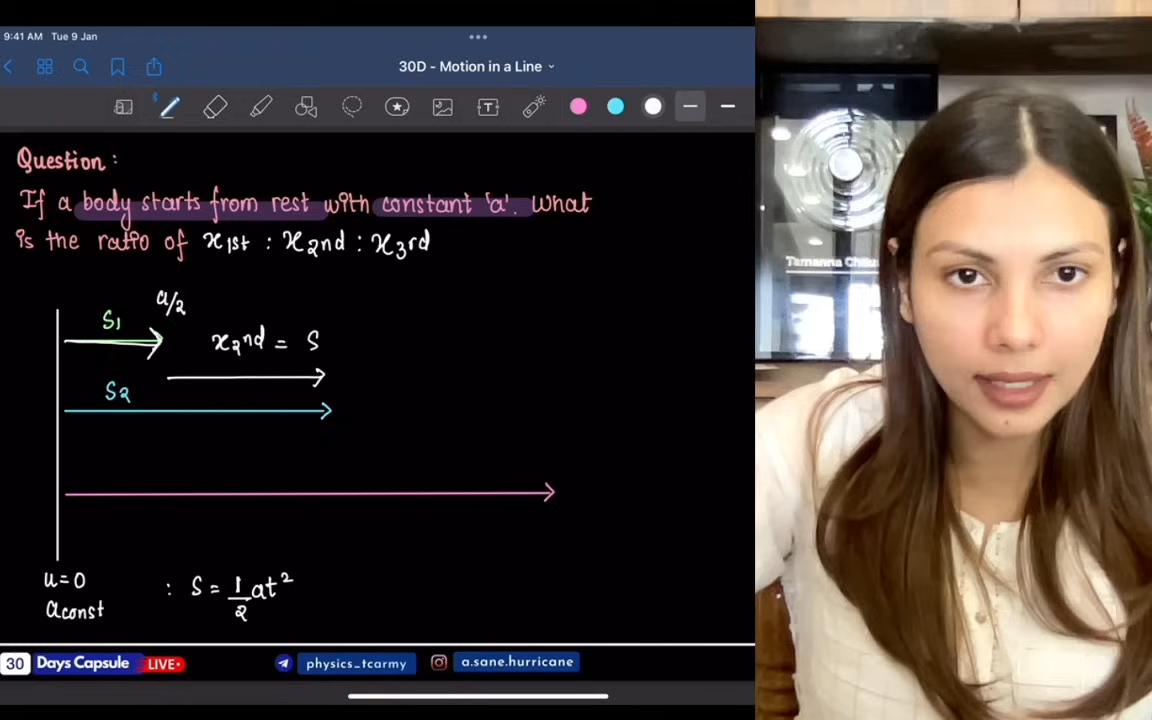 9:41 AM Tue 9 Jan
30D - Motion in a Line
Question :
If a body starts from rest with constant 'a'. What
is the ratio of x1st : x2nd : x3rd
a/2
S1
x2nd = S
S2
u=0
: S = 1/2 at²
a const
30 Days Capsule LIVE
physics_tcarmy
a.sane.hurricane